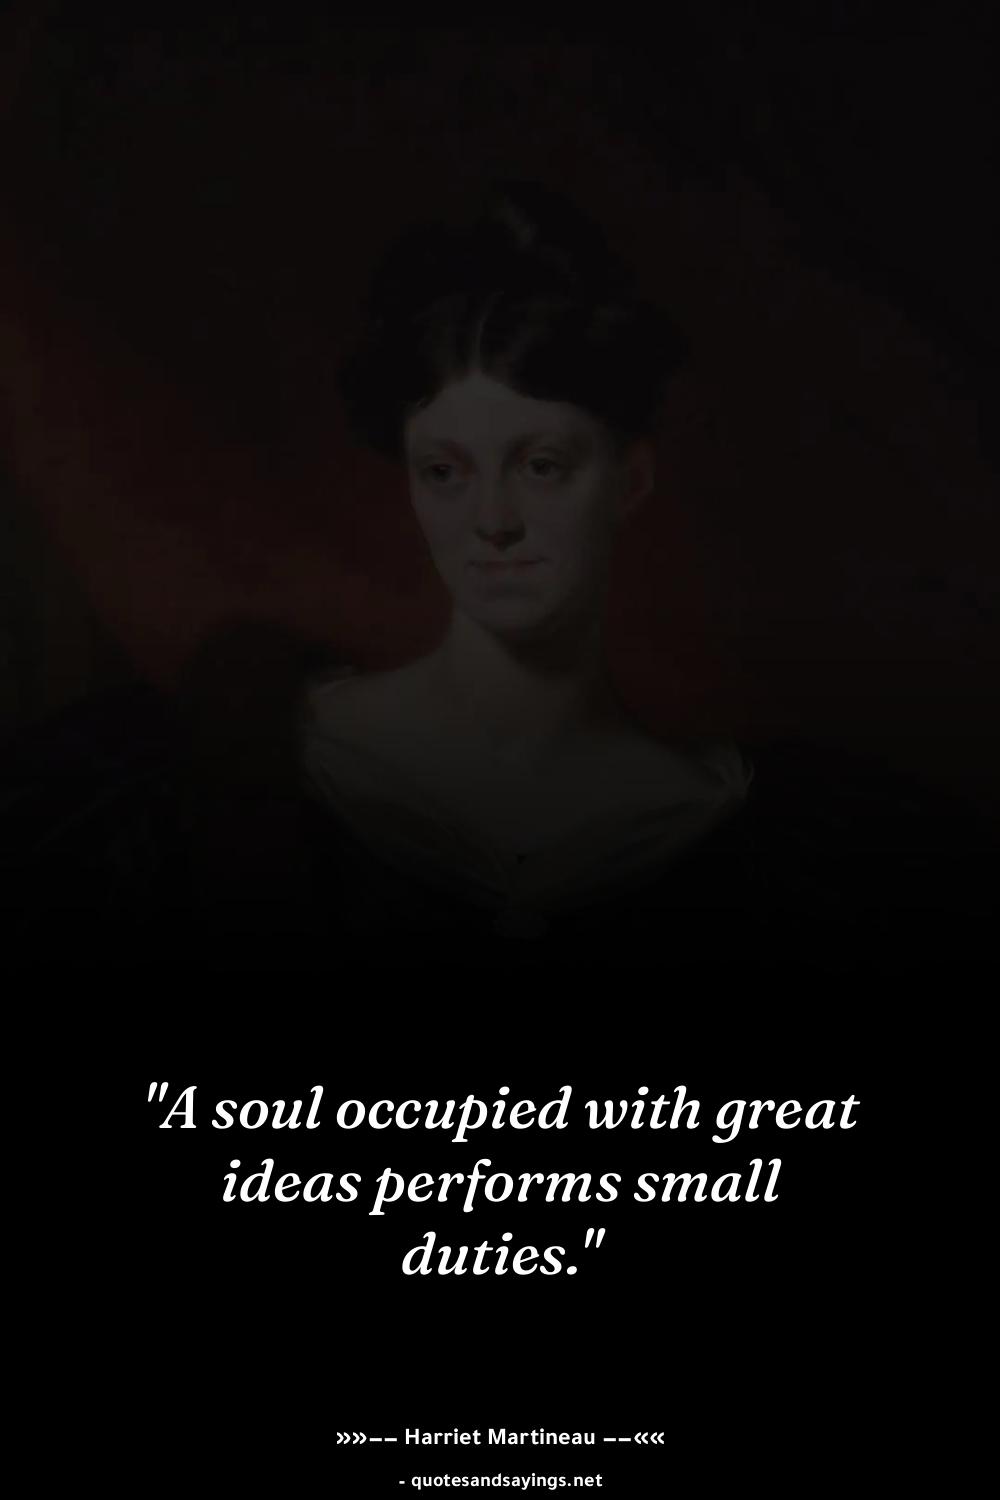 "A soul occupied with great
ideas performs small
duties."
»»–– Harriet Martineau ––««
- quotesandsayings.net